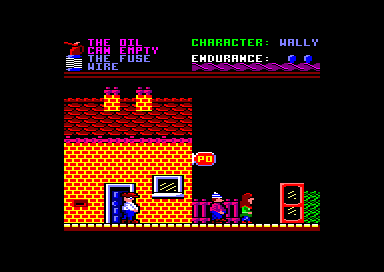 THE OIL
CAN EMPTY
THE FUSE
WIRE
CHARACTER: WALLY
ENDURANCE:
PO